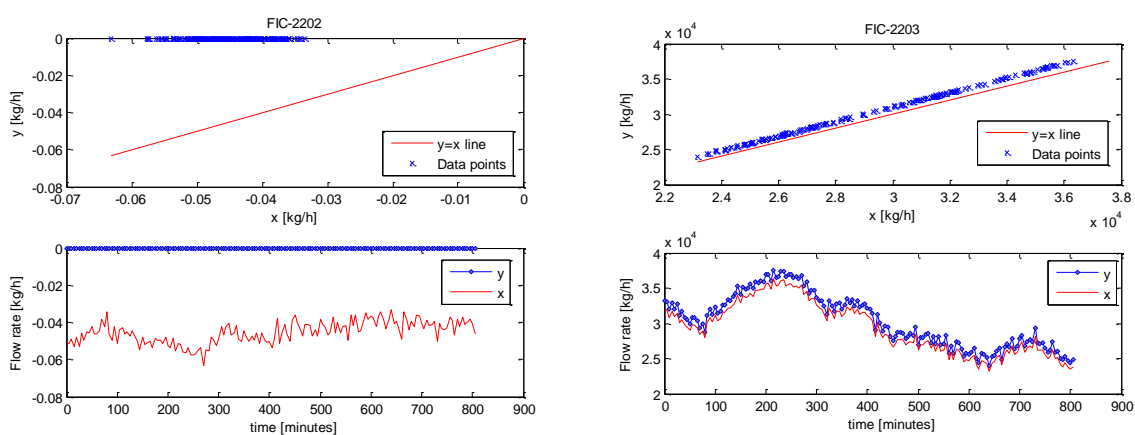 FIC-2202
0
-0.02
-0.04
-0.06
-0.08
y [kg/h]
y=x line
Data points
-0.07 -0.06 -0.05 -0.04 -0.03 -0.02 -0.01 0
x [kg/h]
FIC-2203
x 10^4
4
3.5
3
2.5
2
y [kg/h]
y=x line
Data points
2.2 2.4 2.6 2.8 3 3.2 3.4 3.6 3.8
x [kg/h]
x 10^4
0
-0.02
-0.04
-0.06
-0.08
Flow rate [kg/h]
y
x
0 100 200 300 400 500 600 700 800 900
time [minutes]
x 10^4
4
3.5
3
2.5
2
Flow rate [kg/h]
y
x
0 100 200 300 400 500 600 700 800 900
time [minutes]